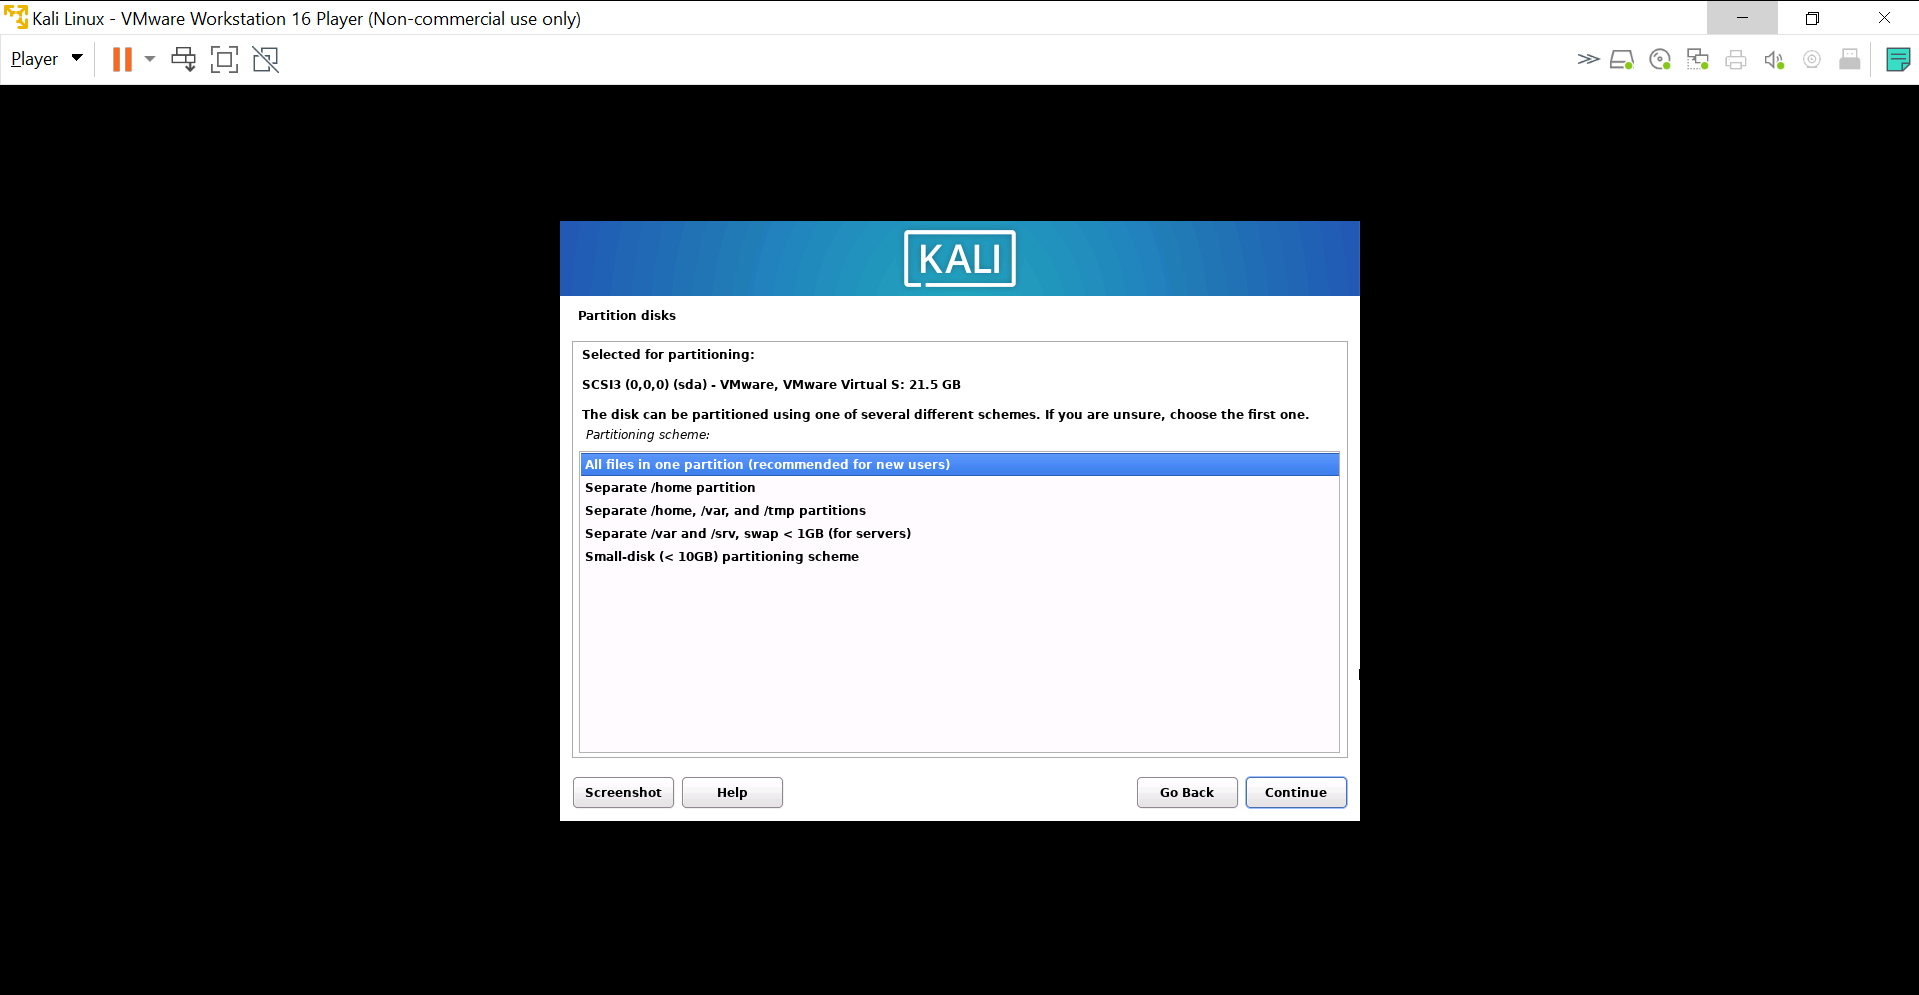 Kali Linux - VMware Workstation 16 Player (Non-commercial use only)
Player
KALI
Partition disks
Selected for partitioning:
SCSI3 (0,0,0) (sda) - VMware, VMware Virtual S: 21.5 GB
The disk can be partitioned using one of several different schemes. If you are unsure, choose the first one.
Partitioning scheme:
All files in one partition (recommended for new users)
Separate /home partition
Separate /home, /var, and /tmp partitions
Separate /var and /srv, swap < 1GB (for servers)
Small-disk (< 10GB) partitioning scheme
Screenshot Help Go Back Continue